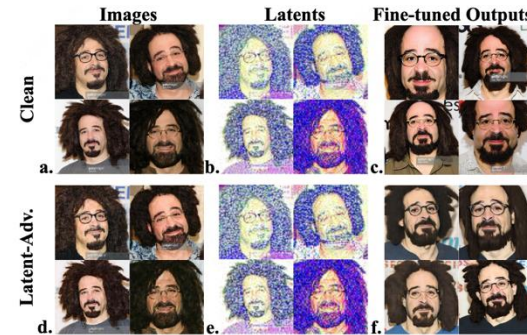 Images Latents Fine-tuned Outputs
Clean
a. b. c.
Latent-Adv.
d. e. f.